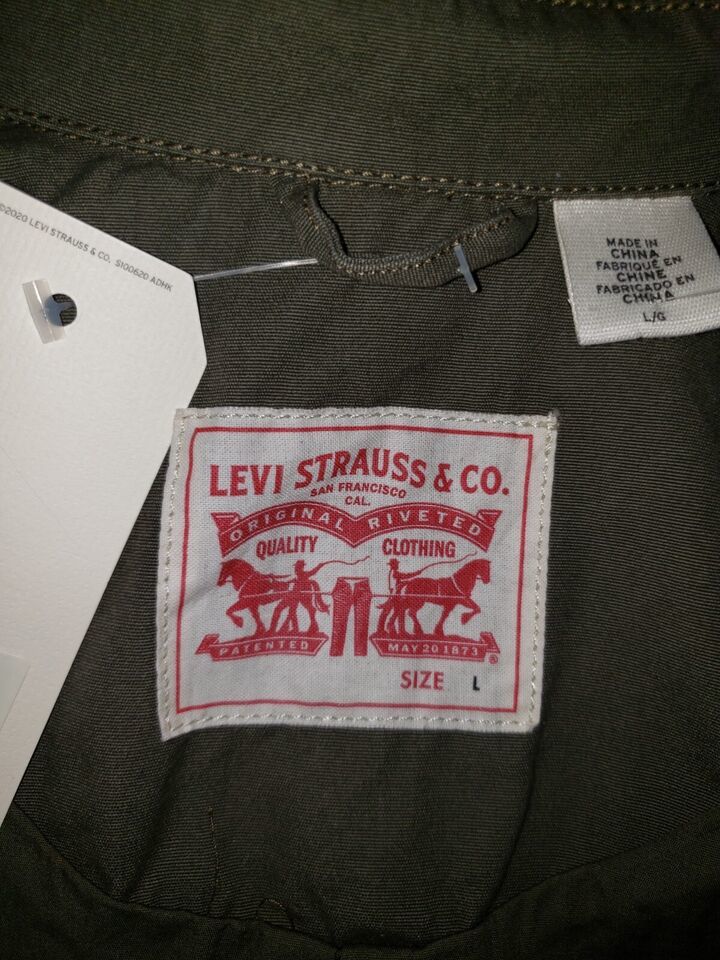 ©2020 LEVI STRAUSS & CO. S100620 ADHK
MADE IN
CHINA
FABRIQUÉ EN
CHINE
FABRICADO EN
CHINA
L/G
LEVI STRAUSS & CO.
SAN FRANCISCO
CAL.
ORIGINAL RIVETED
QUALITY CLOTHING
PATENTED MAY 20 1873 ®
SIZE L